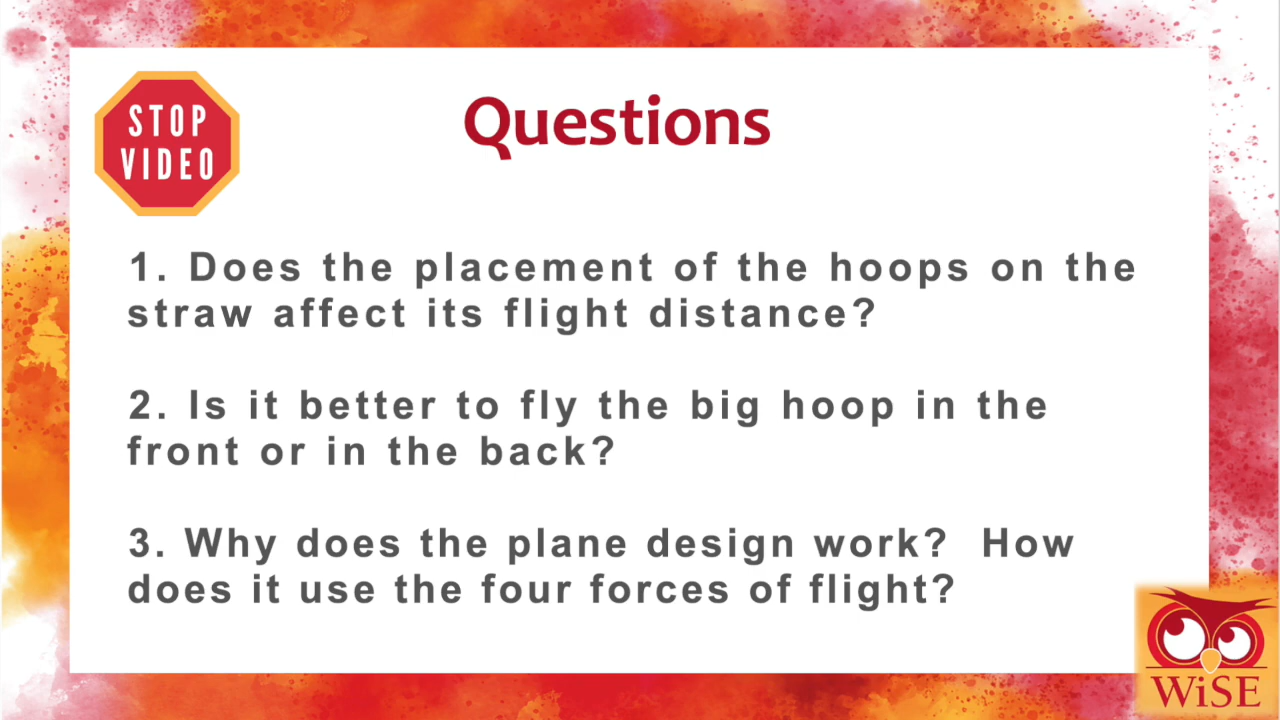 STOP
VIDEO
Questions
1. Does the placement of the hoops on the
straw affect its flight distance?
2. Is it better to fly the big hoop in the
front or in the back?
3. Why does the plane design work?  How
does it use the four forces of flight?
WiSE